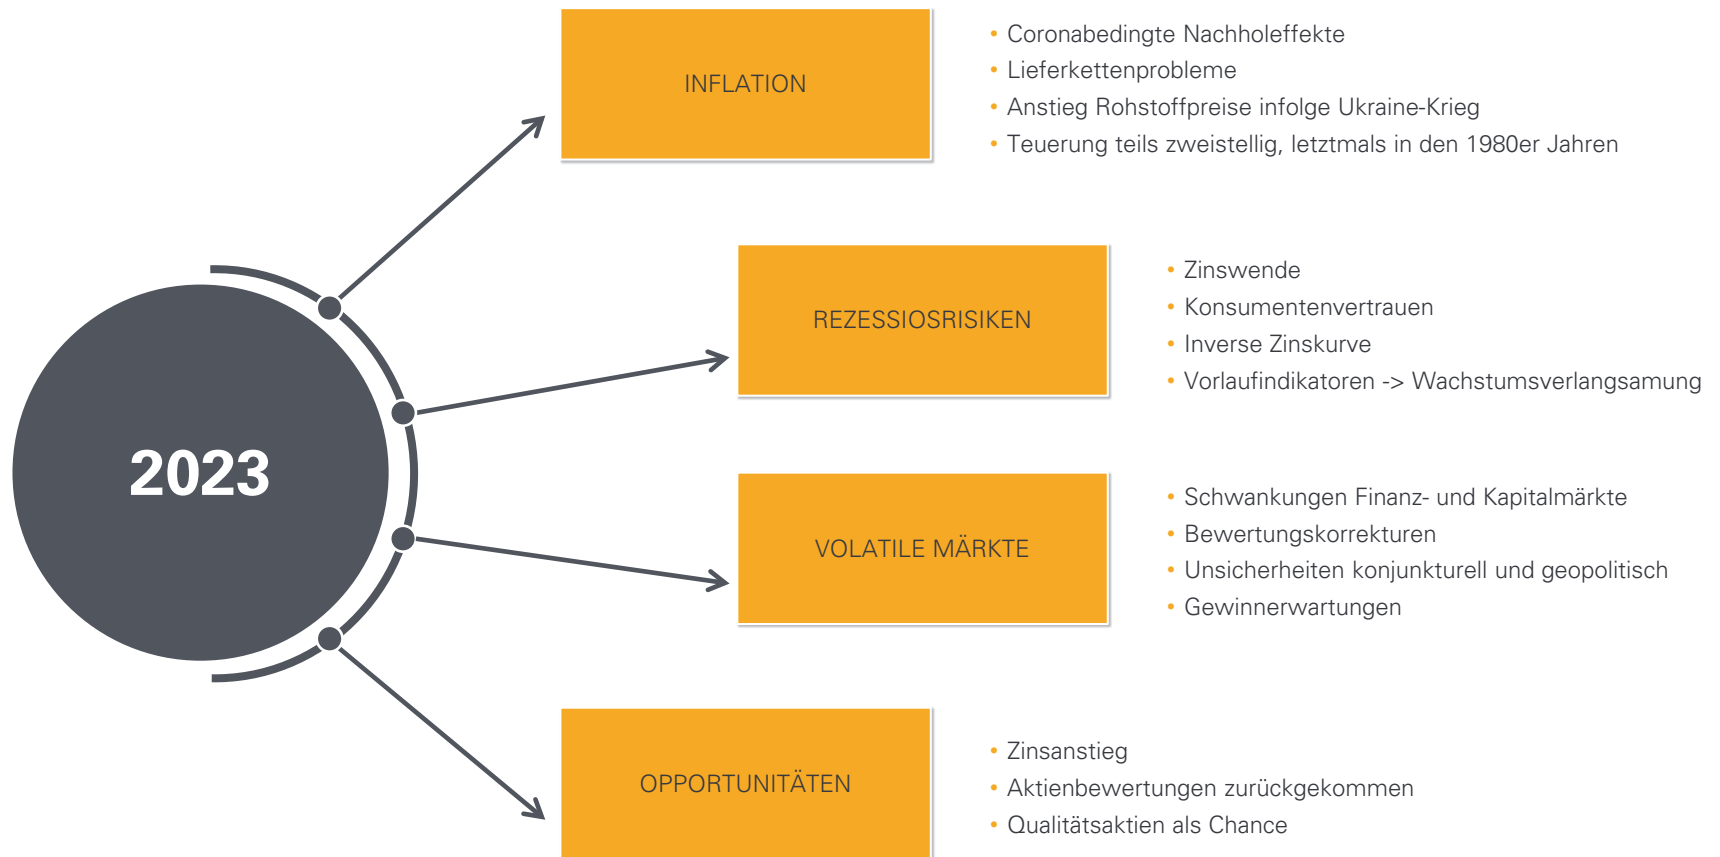 2023
INFLATION
• Coronabedingte Nachholeffekte
• Lieferkettenprobleme
• Anstieg Rohstoffpreise infolge Ukraine-Krieg
• Teuerung teils zweistellig, letztmals in den 1980er Jahren
REZESSIOSRISIKEN
• Zinswende
• Konsumentenvertrauen
• Inverse Zinskurve
• Vorlaufindikatoren -> Wachstumsverlangsamung
VOLATILE MÄRKTE
• Schwankungen Finanz- und Kapitalmärkte
• Bewertungskorrekturen
• Unsicherheiten konjunkturell und geopolitisch
• Gewinnerwartungen
OPPORTUNITÄTEN
• Zinsanstieg
• Aktienbewertungen zurückgekommen
• Qualitätsaktien als Chance